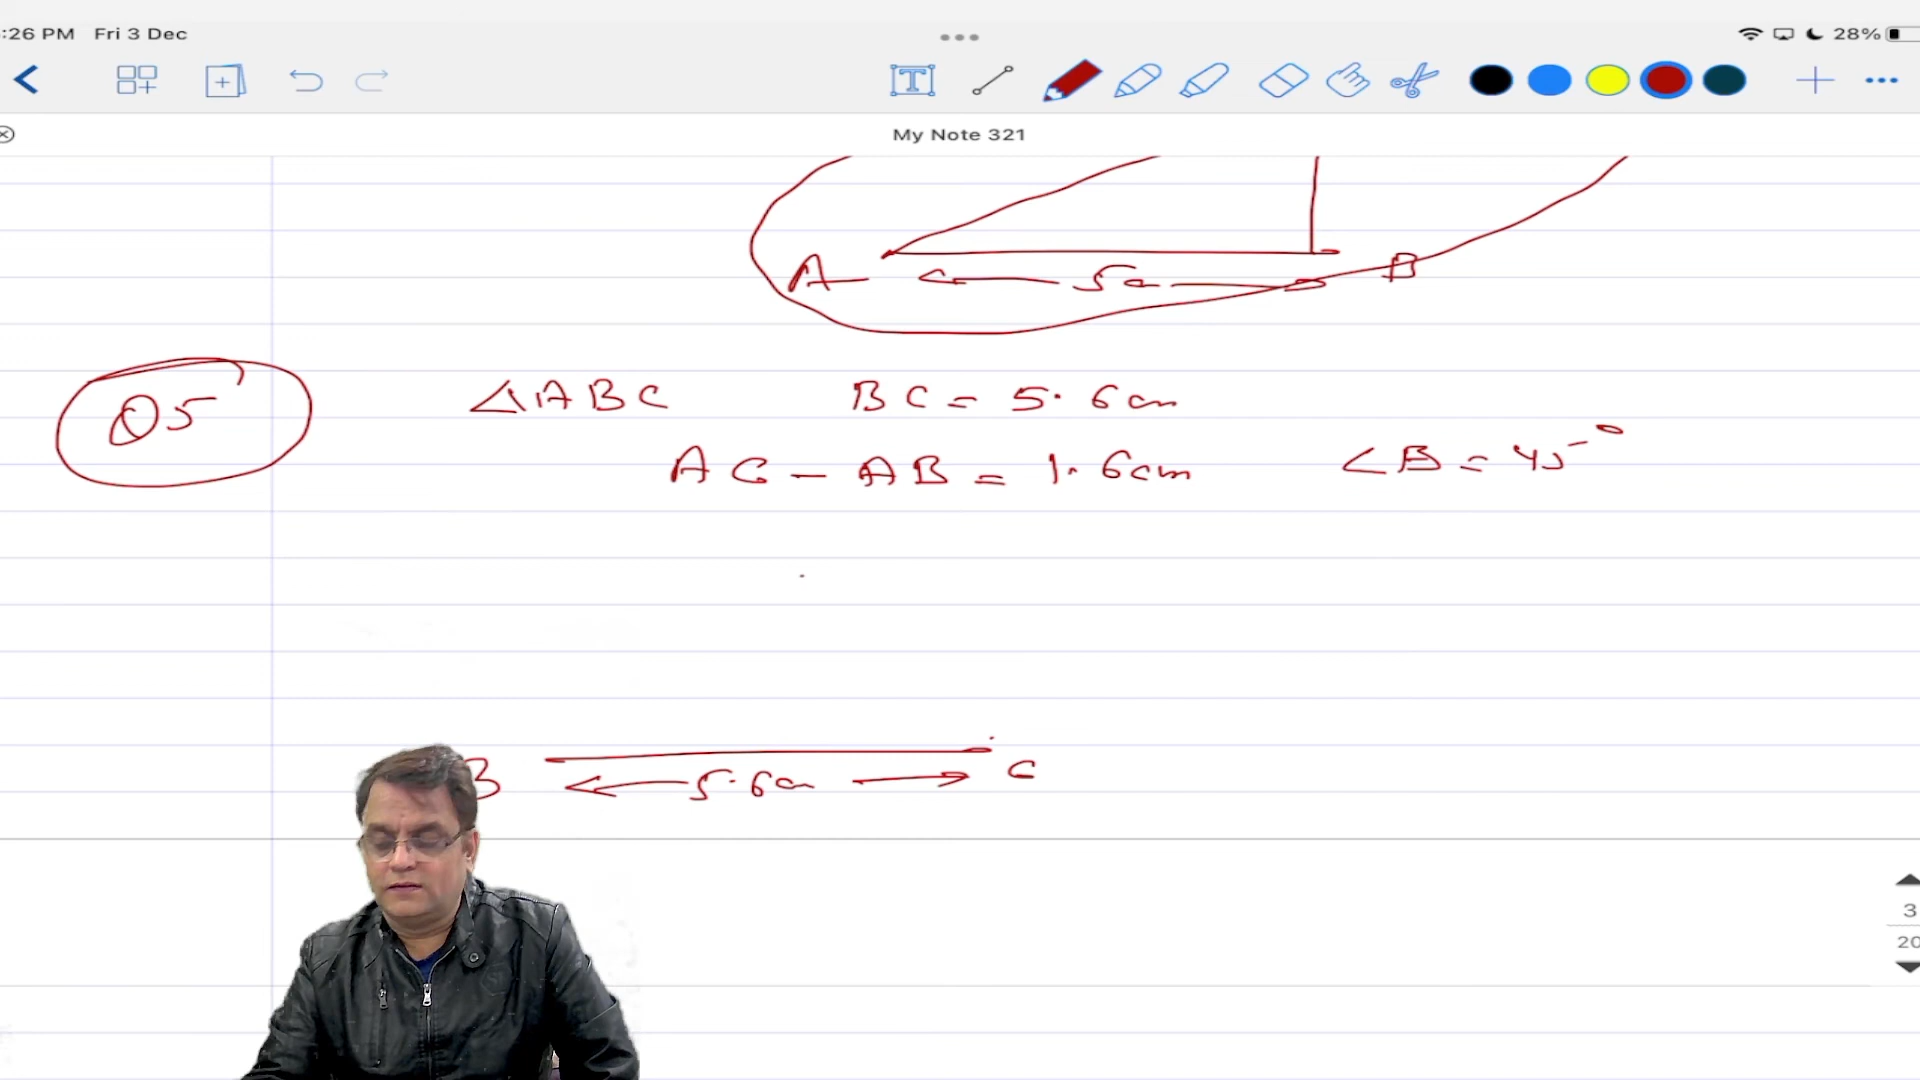 :26 PM Fri 3 Dec
28%
My Note 321
A 5c B
Q5
△ABC BC = 5.6cm
AC - AB = 1.6cm ∠B = 45°
B 5.6cm C
3
20